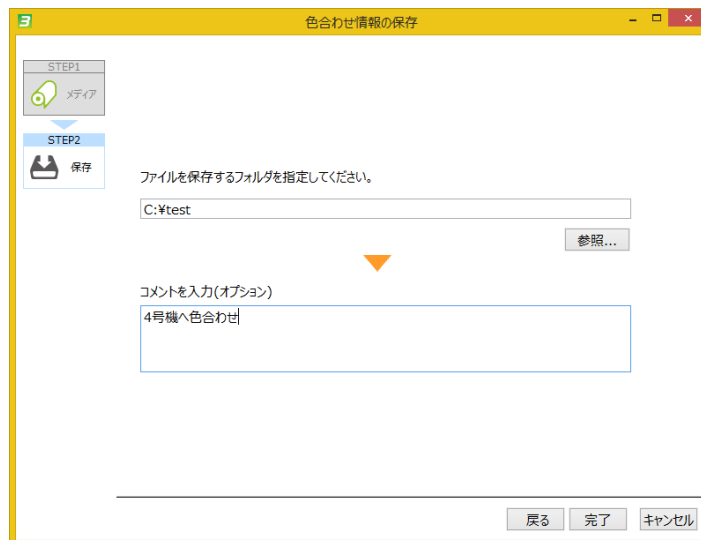 色合わせ情報の保存
STEP1
メディア
STEP2
保存
ファイルを保存するフォルダを指定してください。
C:¥test
参照...
コメントを入力(オプション)
4号機へ色合わせ
戻る
完了
キャンセル